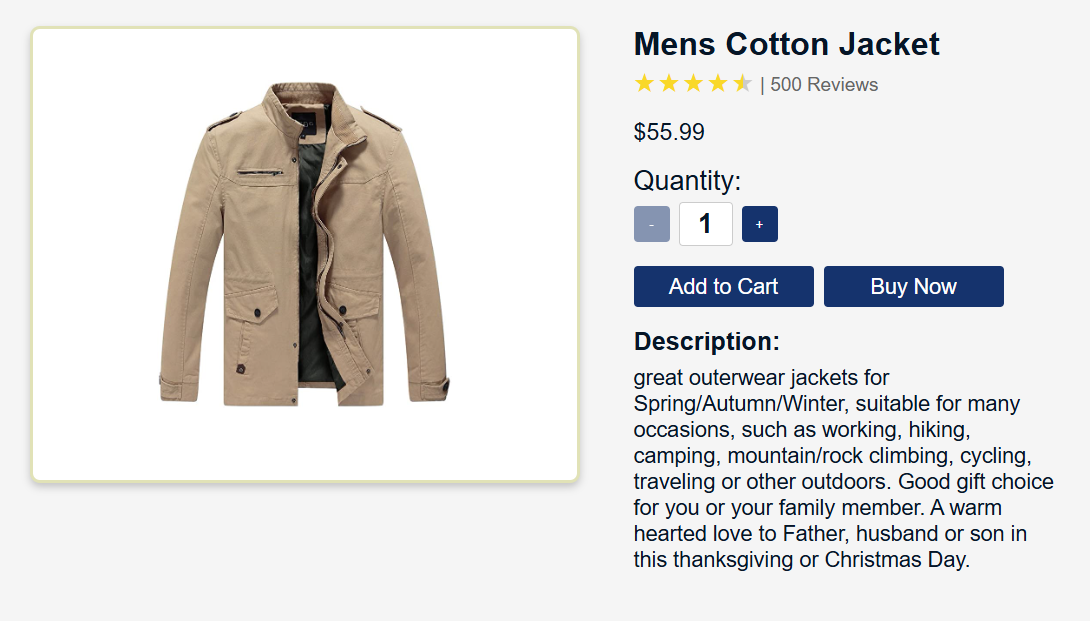 Mens Cotton Jacket
| 500 Reviews
$55.99
Quantity:
- 1 +
Add to Cart Buy Now
Description:
great outerwear jackets for
Spring/Autumn/Winter, suitable for many
occasions, such as working, hiking,
camping, mountain/rock climbing, cycling,
traveling or other outdoors. Good gift choice
for you or your family member. A warm
hearted love to Father, husband or son in
this thanksgiving or Christmas Day.